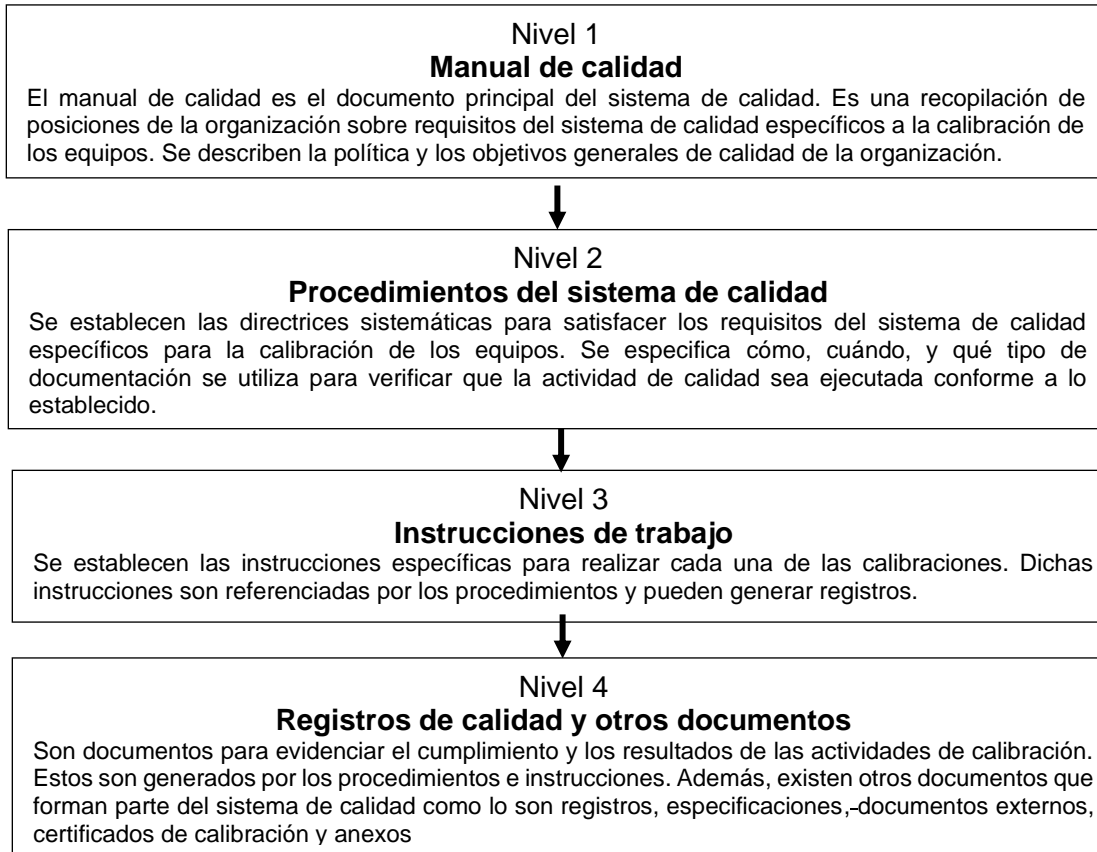 Nivel 1
Manual de calidad
El manual de calidad es el documento principal del sistema de calidad. Es una recopilación de
posiciones de la organización sobre requisitos del sistema de calidad específicos a la calibración de
los equipos. Se describen la política y los objetivos generales de calidad de la organización.
Nivel 2
Procedimientos del sistema de calidad
Se establecen las directrices sistemáticas para satisfacer los requisitos del sistema de calidad
específicos para la calibración de los equipos. Se especifica cómo, cuándo, y qué tipo de
documentación se utiliza para verificar que la actividad de calidad sea ejecutada conforme a lo
establecido.
Nivel 3
Instrucciones de trabajo
Se establecen las instrucciones específicas para realizar cada una de las calibraciones. Dichas
instrucciones son referenciadas por los procedimientos y pueden generar registros.
Nivel 4
Registros de calidad y otros documentos
Son documentos para evidenciar el cumplimiento y los resultados de las actividades de calibración.
Estos son generados por los procedimientos e instrucciones. Además, existen otros documentos que
forman parte del sistema de calidad como lo son registros, especificaciones,-documentos externos,
certificados de calibración y anexos